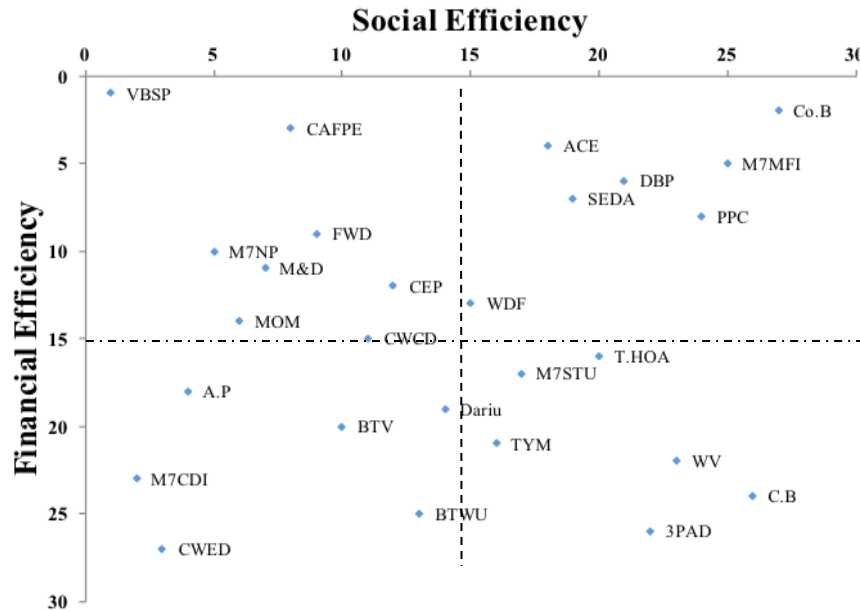 Social Efficiency
0 5 10 15 20 25 30
Financial Efficiency
0
5
10
15
20
25
30
VBSP
Co.B
CAFPE
ACE
M7MFI
DBP
SEDA
PPC
FWD
M7NP
M&D
CEP
WDF
MOM
CWCD
T.HOA
M7STU
A.P
Dariu
BTV
TYM
WV
M7CDI
C.B
BTWU
3PAD
CWED